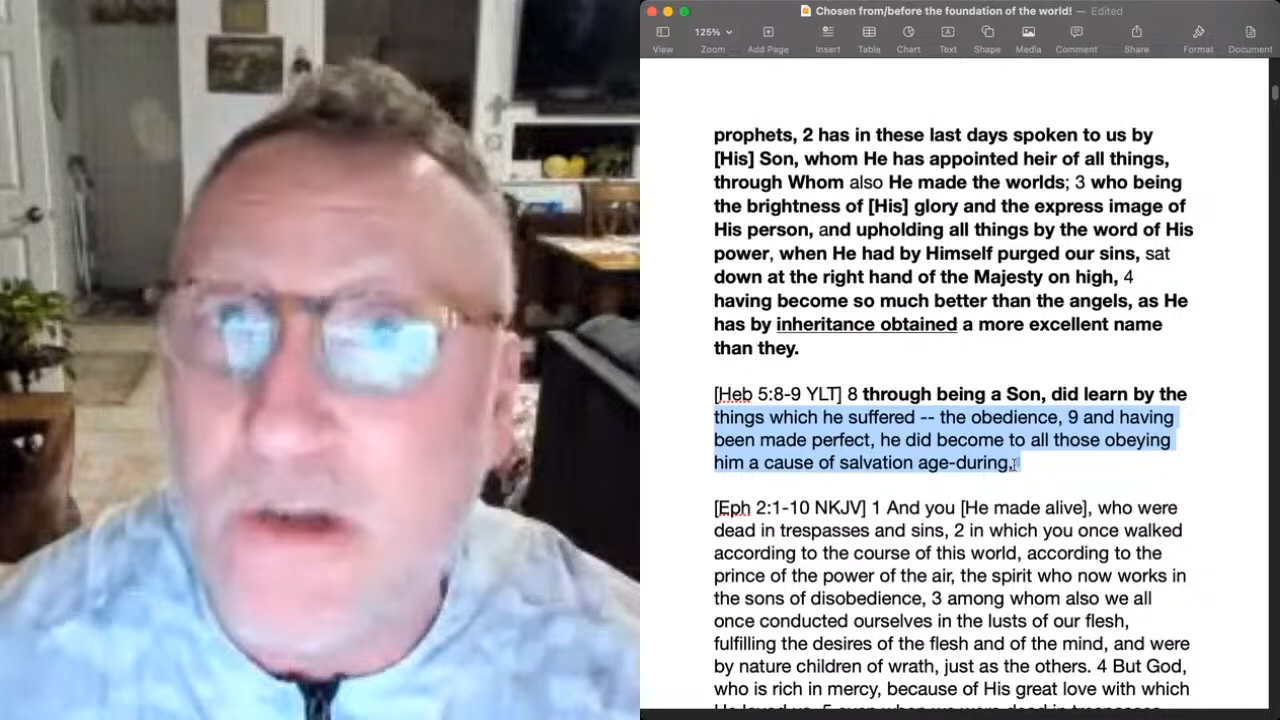 Chosen from/before the foundation of the world! — Edited
125%
View Zoom Add Page Insert Table Chart Text Shape Media Comment Share Format Document
prophets, 2 has in these last days spoken to us by
[His] Son, whom He has appointed heir of all things,
through Whom also He made the worlds; 3 who being
the brightness of [His] glory and the express image of
His person, and upholding all things by the word of His
power, when He had by Himself purged our sins, sat
down at the right hand of the Majesty on high, 4
having become so much better than the angels, as He
has by inheritance obtained a more excellent name
than they.
[Heb 5:8-9 YLT] 8 through being a Son, did learn by the
things which he suffered -- the obedience, 9 and having
been made perfect, he did become to all those obeying
him a cause of salvation age-during,
[Eph 2:1-10 NKJV] 1 And you [He made alive], who were
dead in trespasses and sins, 2 in which you once walked
according to the course of this world, according to the
prince of the power of the air, the spirit who now works in
the sons of disobedience, 3 among whom also we all
once conducted ourselves in the lusts of our flesh,
fulfilling the desires of the flesh and of the mind, and were
by nature children of wrath, just as the others. 4 But God,
who is rich in mercy, because of His great love with which
He loved us, 5 even when we were dead in trespasses